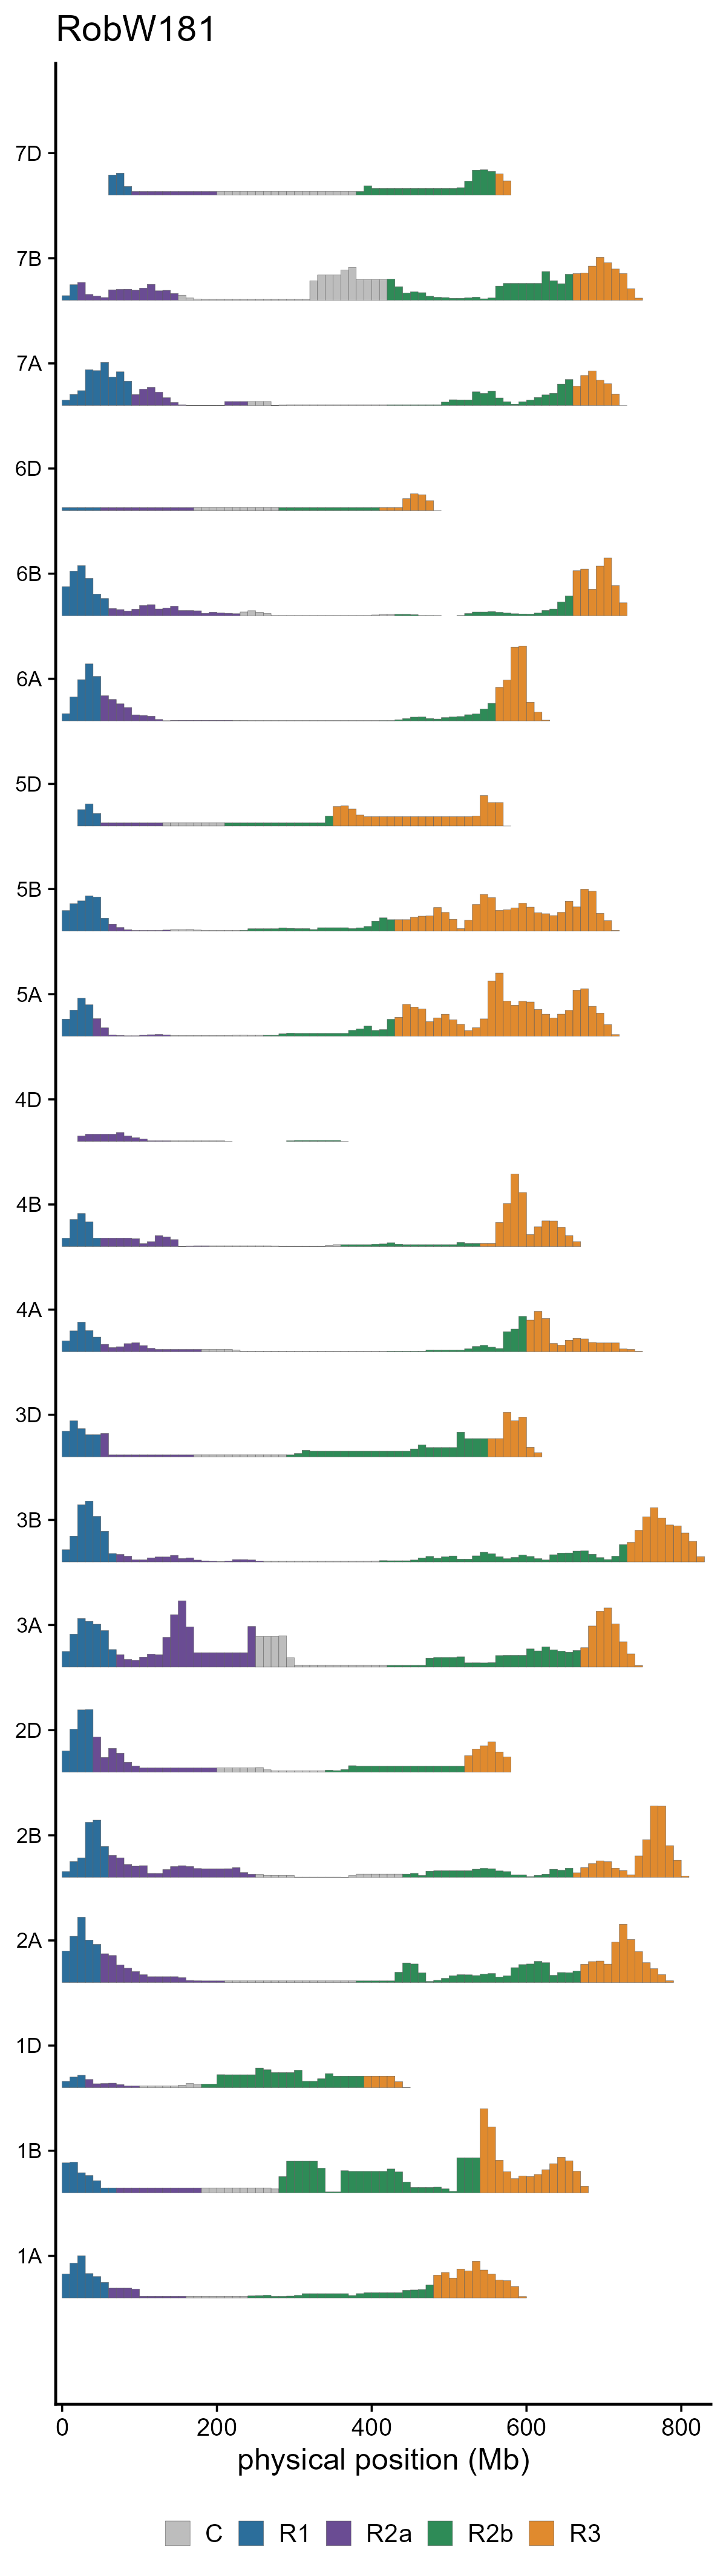 RobW181
7D
7B
7A
6D
6B
6A
5D
5B
5A
4D
4B
4A
3D
3B
3A
2D
2B
2A
1D
1B
1A
0 200 400 600 800
physical position (Mb)
C R1 R2a R2b R3